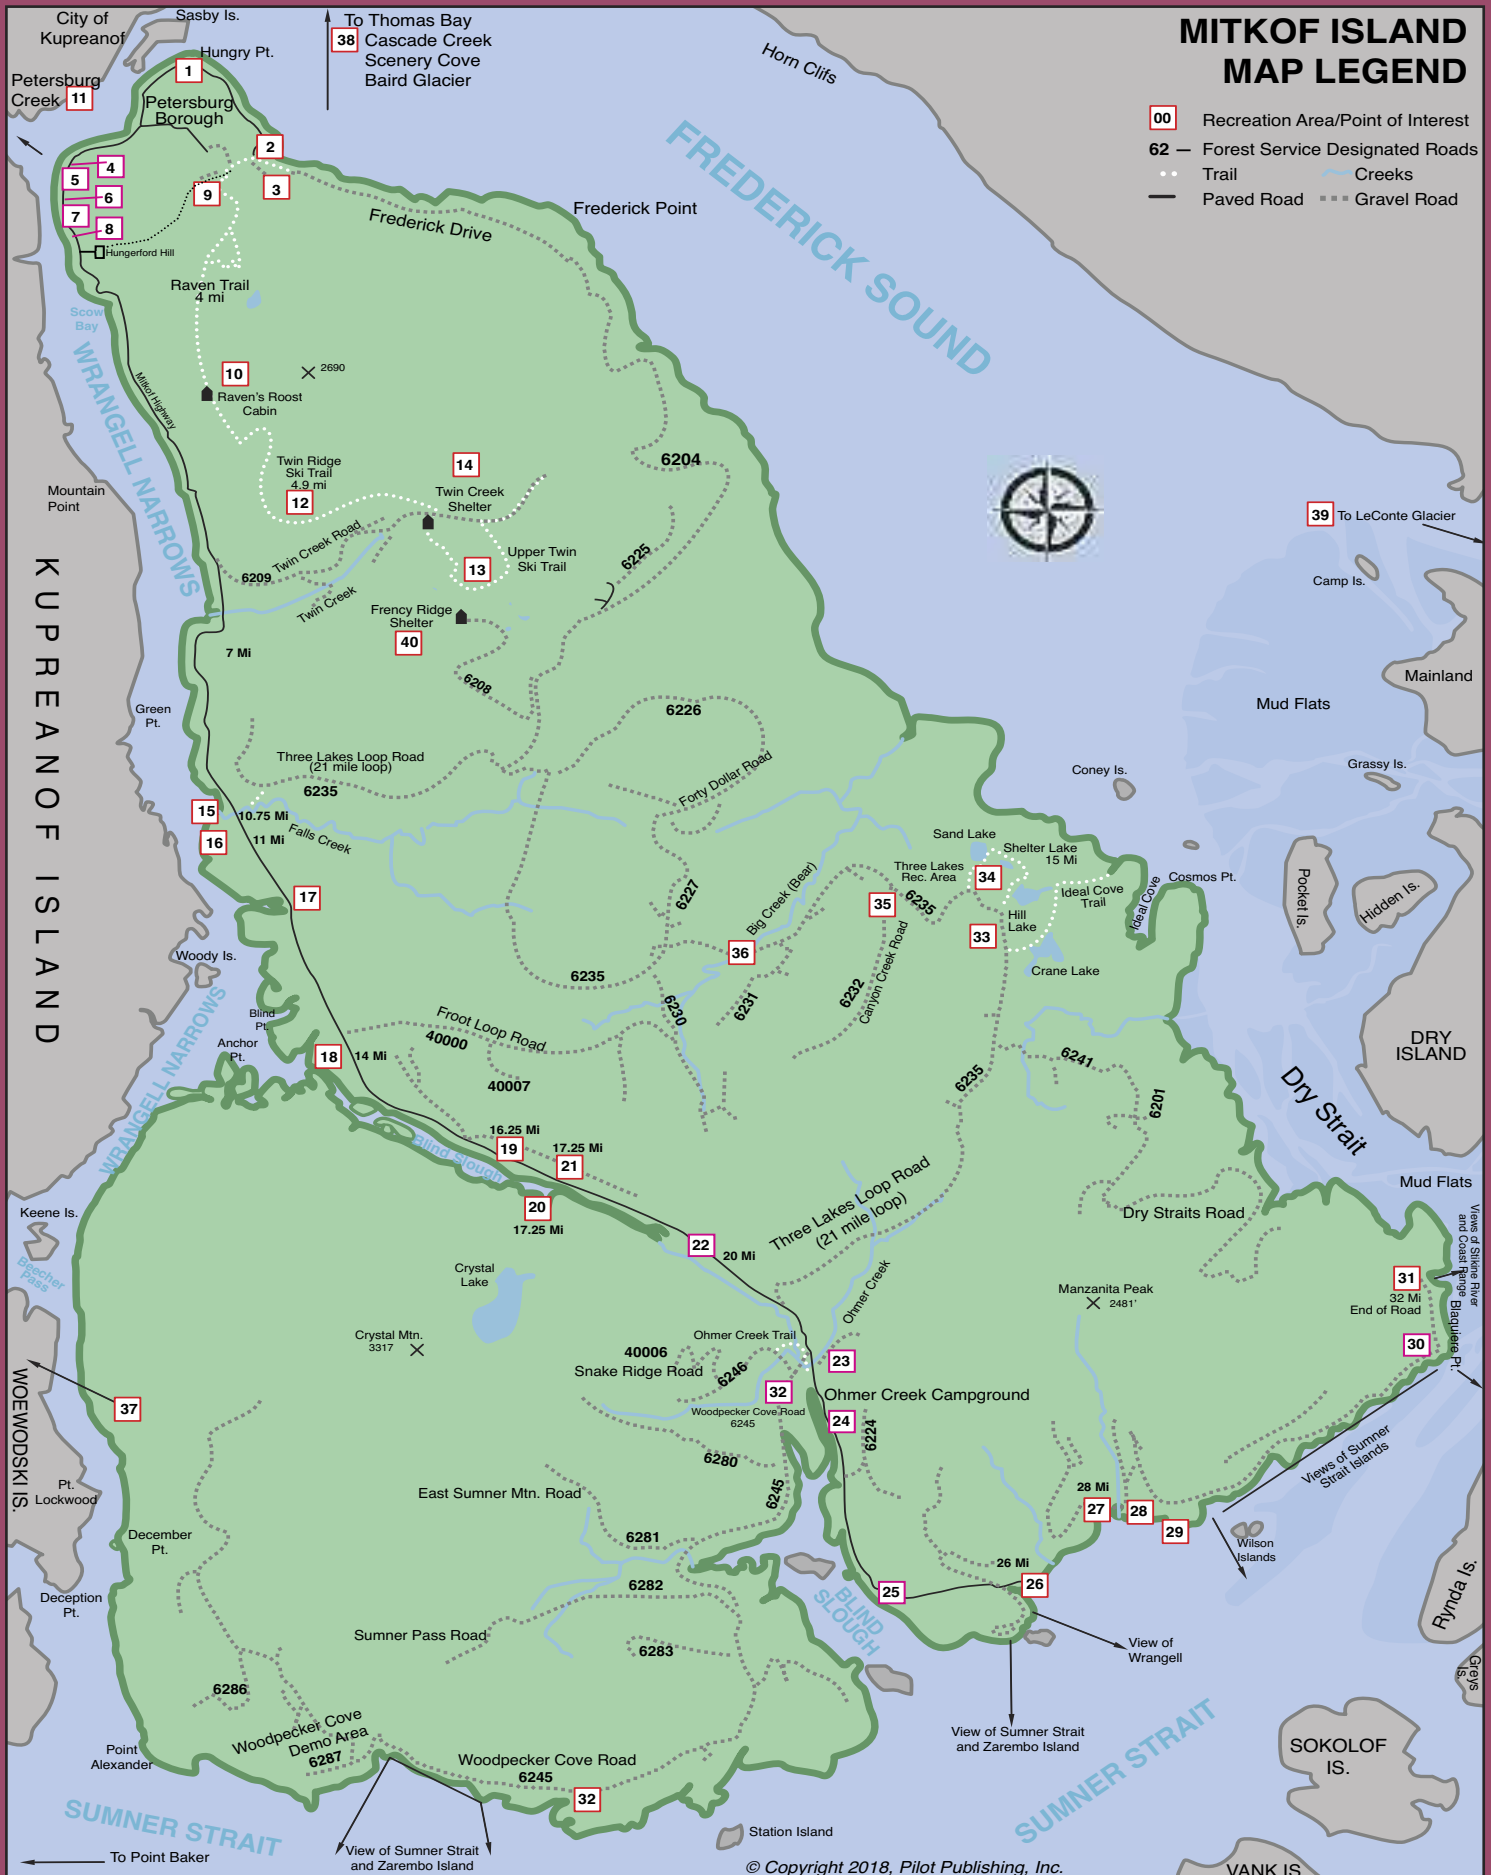 City of
Kupreanof
Sasby Is.
Hungry Pt.
To Thomas Bay
38 Cascade Creek
Scenery Cove
Baird Glacier
MITKOF ISLAND
MAP LEGEND
00 Recreation Area/Point of Interest
62 — Forest Service Designated Roads
Trail
Creeks
Paved Road
Gravel Road
Horn Clifs
1
Petersburg
Creek 11
Petersburg
Borough
2
3
4
5
6
7
8
9
Hungerford Hill
Frederick Drive
Frederick Point
FREDERICK SOUND
Raven Trail
4 mi
Scow
Bay
WRANGELL NARROWS
Mitkof Highway
10
2690
Raven's Roost
Cabin
Twin Ridge
Ski Trail
4.9 mi
12
14
Twin Creek
Shelter
6204
Mountain
Point
39 To LeConte Glacier
Camp Is.
Twin Creek Road
6209
Twin Creek
13
Upper Twin
Ski Trail
6225
Frency Ridge
Shelter
40
KUPREANOF ISLAND
7 Mi
6208
Mainland
Mud Flats
Green
Pt.
6226
Three Lakes Loop Road
(21 mile loop)
6235
Forty Dollar Road
Coney Is.
Grassy Is.
15
10.75 Mi
16
11 Mi
Falls Creek
Sand Lake
Shelter Lake
15 Mi
Three Lakes
Rec. Area
34
Cosmos Pt.
Ideal Cove
Ideal Cove
Trail
17
6227
Big Creek (Bear)
35
6235
Hill
Lake
33
Pocket Is.
Hidden Is.
Woody Is.
36
Crane Lake
6235
6232
Canyon Creek Road
6231
6230
WRANGELL NARROWS
Blind
Pt.
Anchor
Pt.
Froot Loop Road
40000
18
14 Mi
40007
6235
6241
6201
DRY
ISLAND
Dry Strait
16.25 Mi
19
17.25 Mi
21
Blind Slough
20
17.25 Mi
Three Lakes Loop Road
(21 mile loop)
Mud Flats
Keene Is.
Dry Straits Road
Views of Stikine River
and Coast Range
22
20 Mi
Beecher
Pass
Crystal
Lake
Ohmer Creek
Manzanita Peak
2481'
31
32 Mi
End of Road
Blaquiere Pt.
30
Crystal Mtn.
3317
Ohmer Creek Trail
40006
Snake Ridge Road
6246
23
32
Ohmer Creek Campground
Woodpecker Cove Road
6245
24
6224
WOEWODSKI IS.
37
6280
Views of Sumner
Strait Islands
Pt.
Lockwood
East Sumner Mtn. Road
6245
28 Mi
27
28
29
December
Pt.
6281
Wilson
Islands
26 Mi
26
25
6282
Deception
Pt.
BLIND
SLOUGH
Rynda Is.
Sumner Pass Road
6283
View of
Wrangell
Greys
Is.
6286
Woodpecker Cove
Demo Area
6287
View of Sumner Strait
and Zarembo Island
SUMNER STRAIT
SOKOLOF
IS.
Point
Alexander
Woodpecker Cove Road
6245
32
SUMNER STRAIT
Station Island
View of Sumner Strait
and Zarembo Island
To Point Baker
© Copyright 2018, Pilot Publishing, Inc.
VANK IS